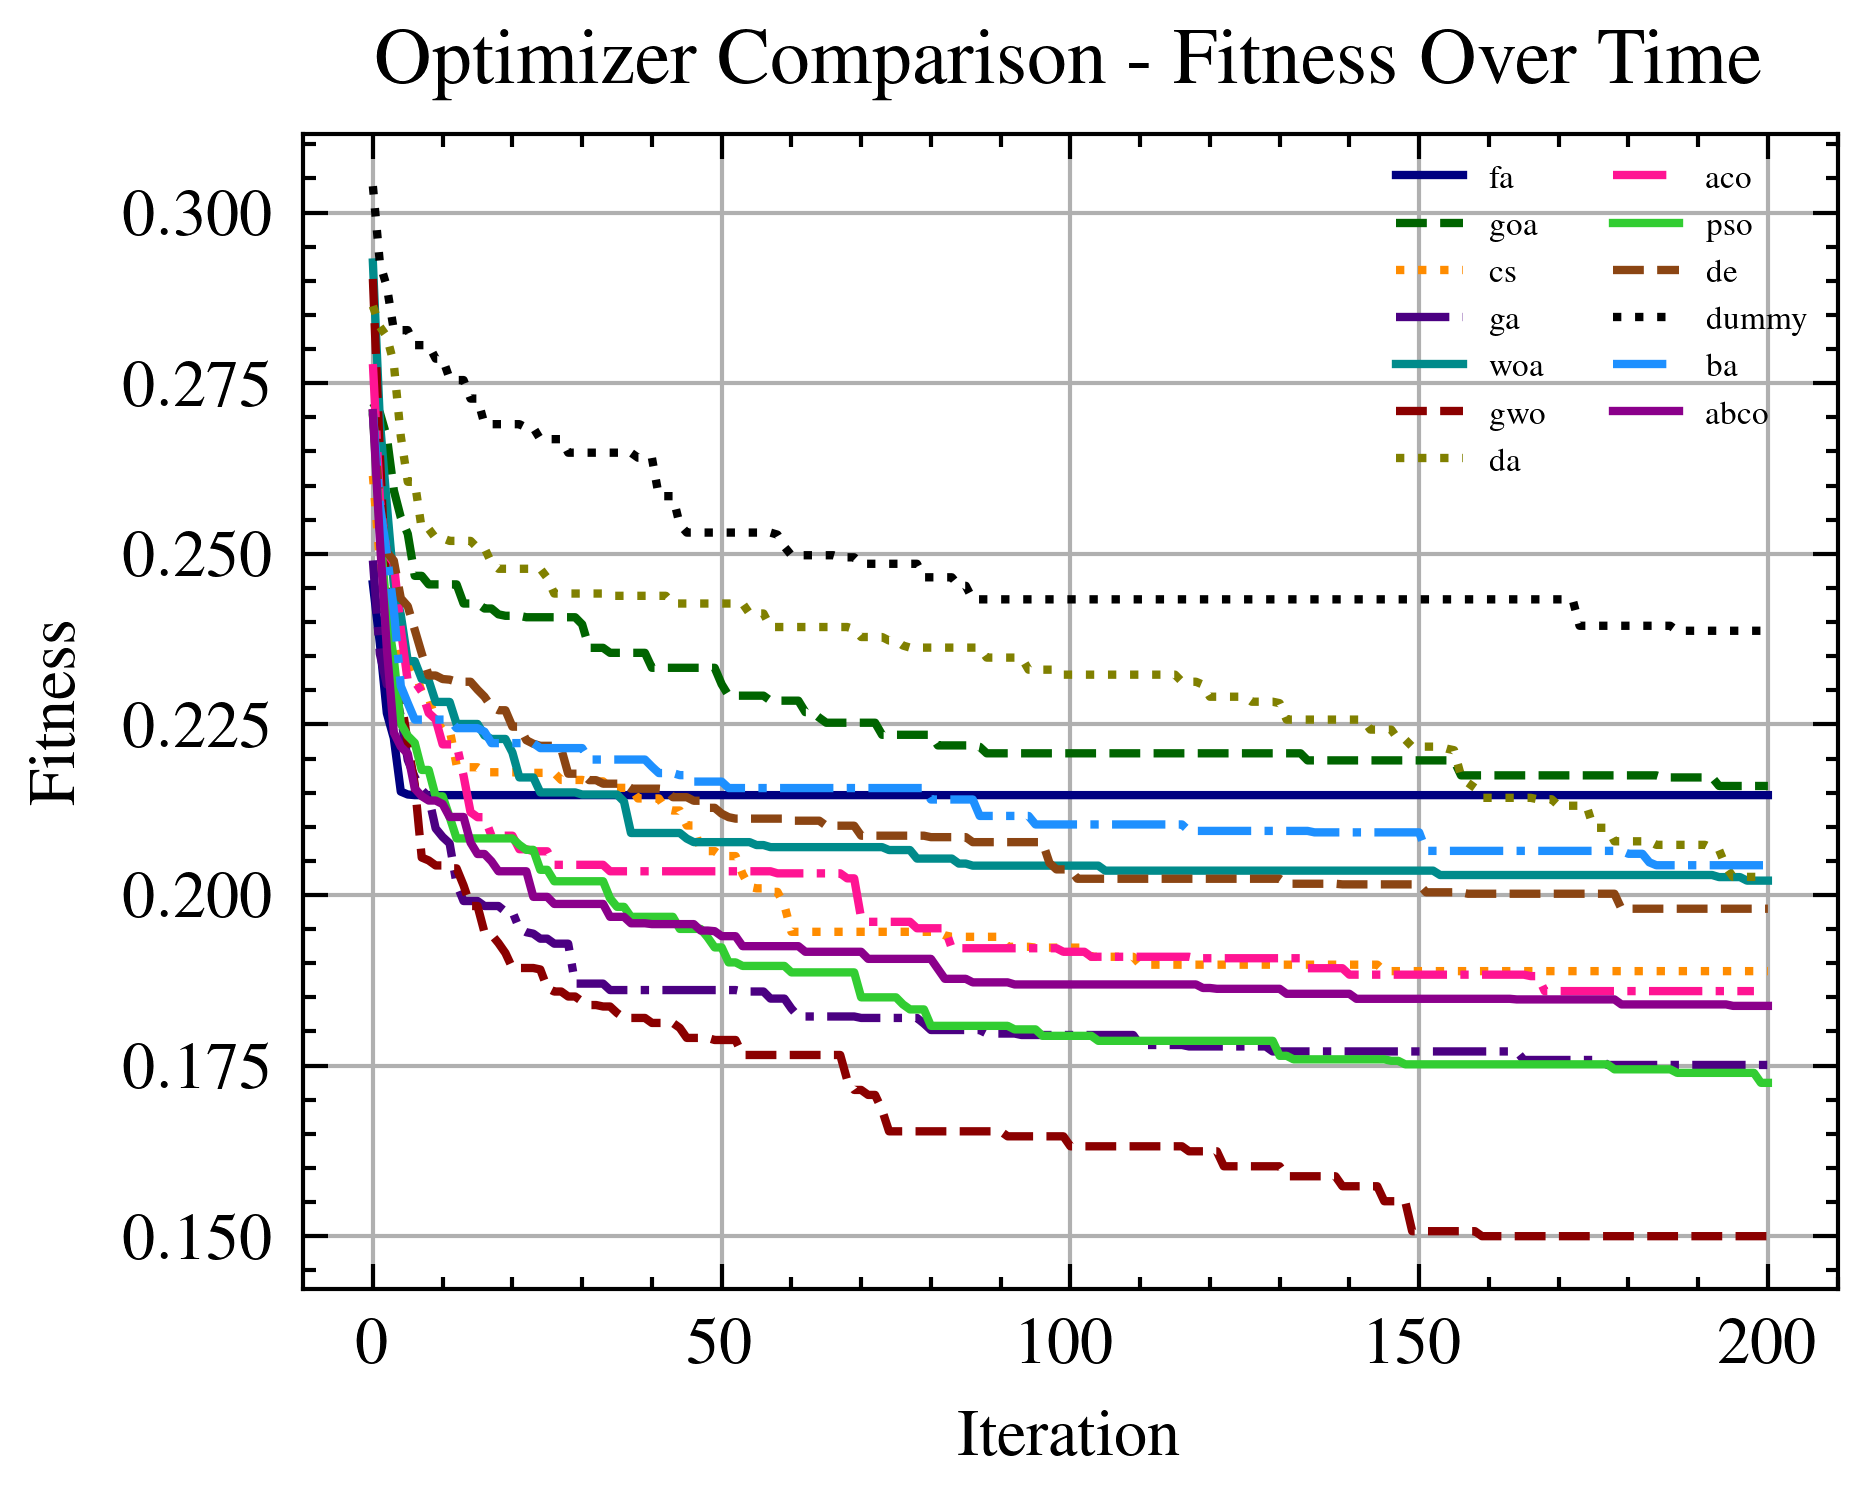 Optimizer Comparison - Fitness Over Time
0.300
0.275
0.250
0.225
0.200
0.175
0.150
Fitness
fa
goa
cs
ga
woa
gwo
da
aco
pso
de
dummy
ba
abco
0 50 100 150 200
Iteration